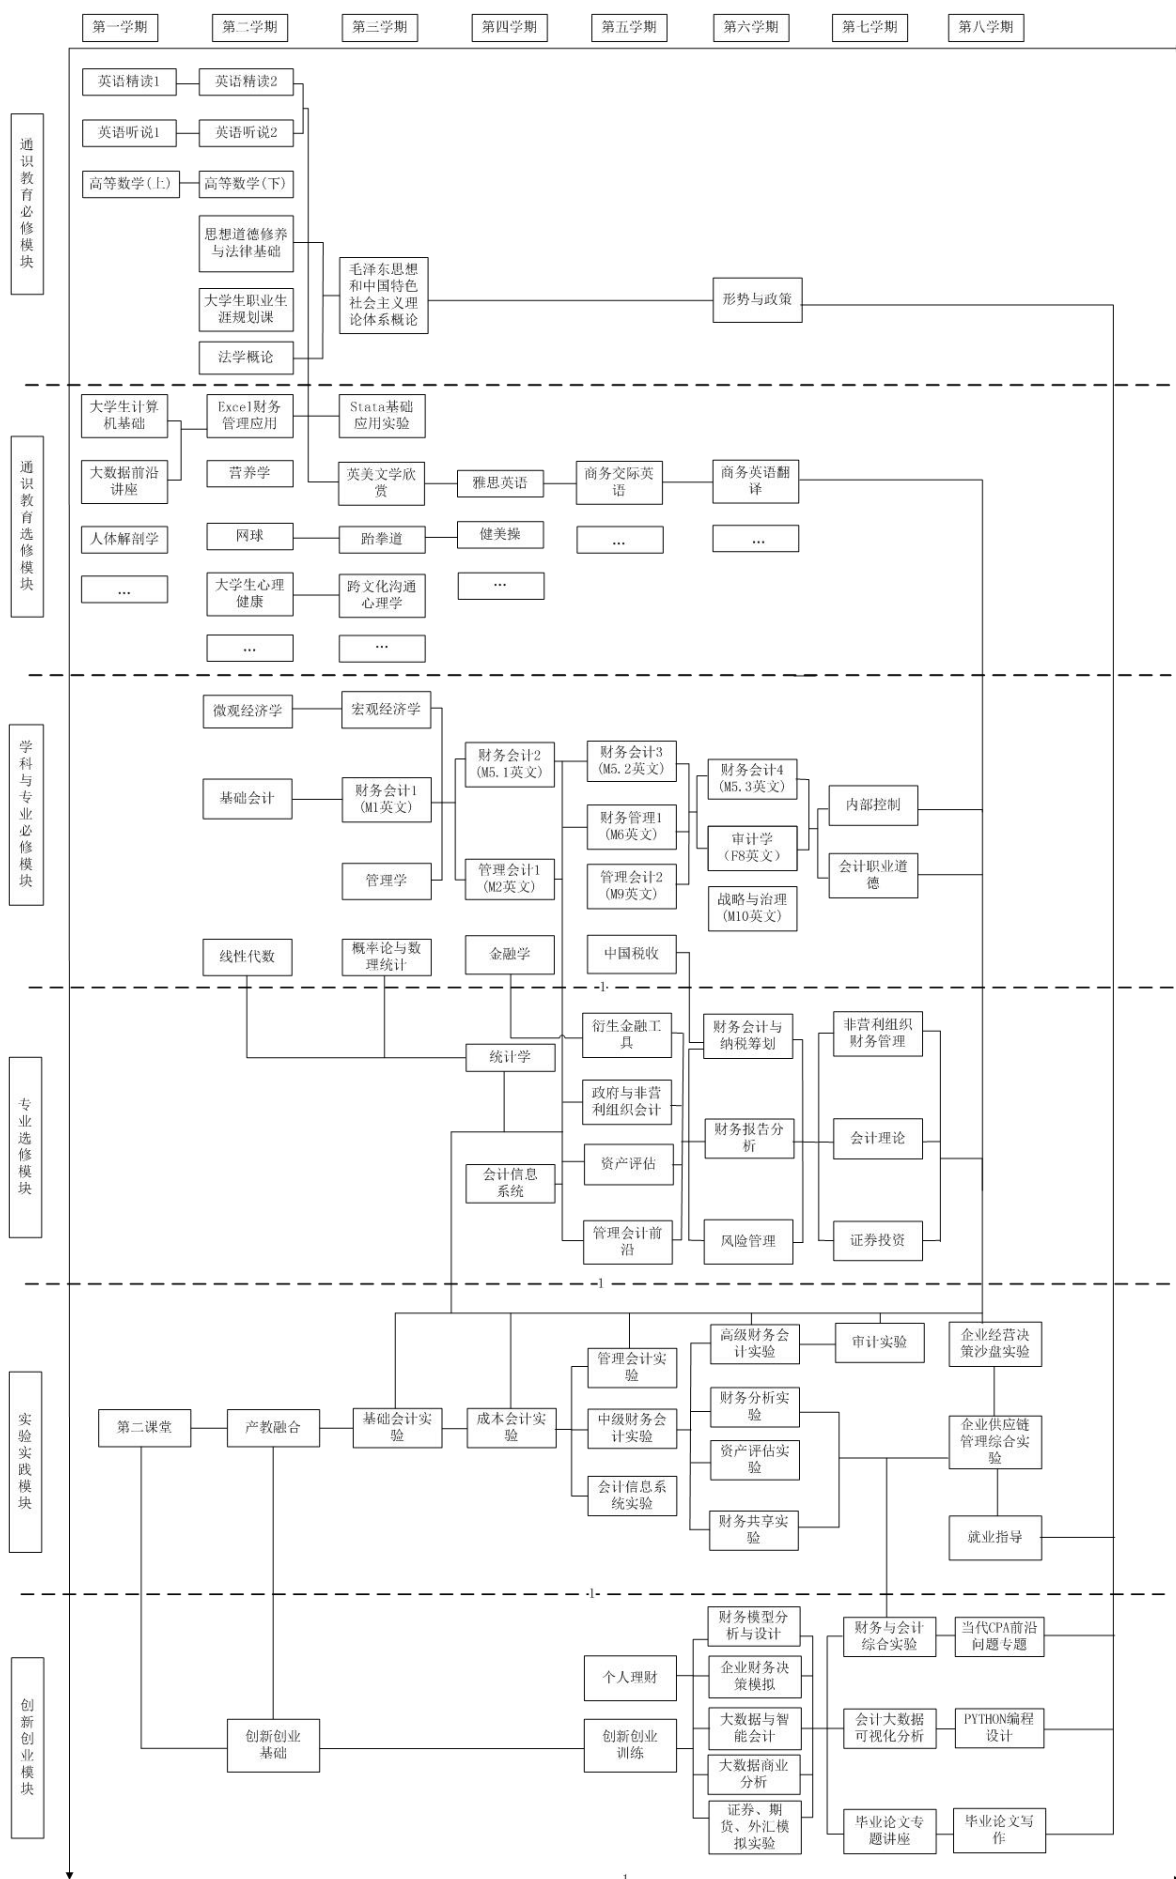 第一学期
第二学期
第三学期
第四学期
第五学期
第六学期
第七学期
第八学期
通识教育必修模块
英语精读1
英语精读2
英语听说1
英语听说2
高等数学(上)
高等数学(下)
思想道德修养
与法律基础
毛泽东思想
和中国特色
社会主义理
论体系概论
形势与政策
大学生职业生
涯规划课
法学概论
通识教育选修模块
大学生计算
机基础
Excel财务
管理应用
Stata基础
应用实验
大数据前沿
讲座
营养学
英美文学欣
赏
雅思英语
商务交际英
语
商务英语翻
译
人体解剖学
网球
跆拳道
健美操
...
...
...
大学生心理
健康
跨文化沟通
心理学
...
...
...
学科与专业必修模块
微观经济学
宏观经济学
财务会计2
(M5.1英文)
财务会计3
(M5.2英文)
财务会计4
(M5.3英文)
基础会计
财务会计1
(M1英文)
内部控制
财务管理1
(M6英文)
审计学
(F8英文)
管理学
管理会计1
(M2英文)
管理会计2
(M9英文)
会计职业道
德
战略与治理
(M10英文)
线性代数
概率论与数
理统计
金融学
中国税收
1
专业选修模块
衍生金融工
具
财务会计与
纳税筹划
非营利组织
财务管理
统计学
政府与非营
利组织会计
财务报告分
析
会计理论
会计信息
系统
资产评估
管理会计前
沿
风险管理
证券投资
1
实验实践模块
管理会计实
验
高级财务会
计实验
审计实验
企业经营决
策沙盘实验
第二课堂
产教融合
基础会计实
验
成本会计实
验
中级财务会
计实验
财务分析实
验
企业供应链
管理综合实
验
资产评估实
验
会计信息系
统实验
财务共享实
验
就业指导
1
创新创业模块
财务模型分
析与设计
财务与会计
综合实验
当代CPA前沿
问题专题
个人理财
企业财务决
策模拟
创新创业
基础
创新创业
训练
大数据与智
能会计
会计大数据
可视化分析
PYTHON编程
设计
大数据商业
分析
证券、期
货、外汇模
拟实验
毕业论文专
题讲座
毕业论文写
作
1